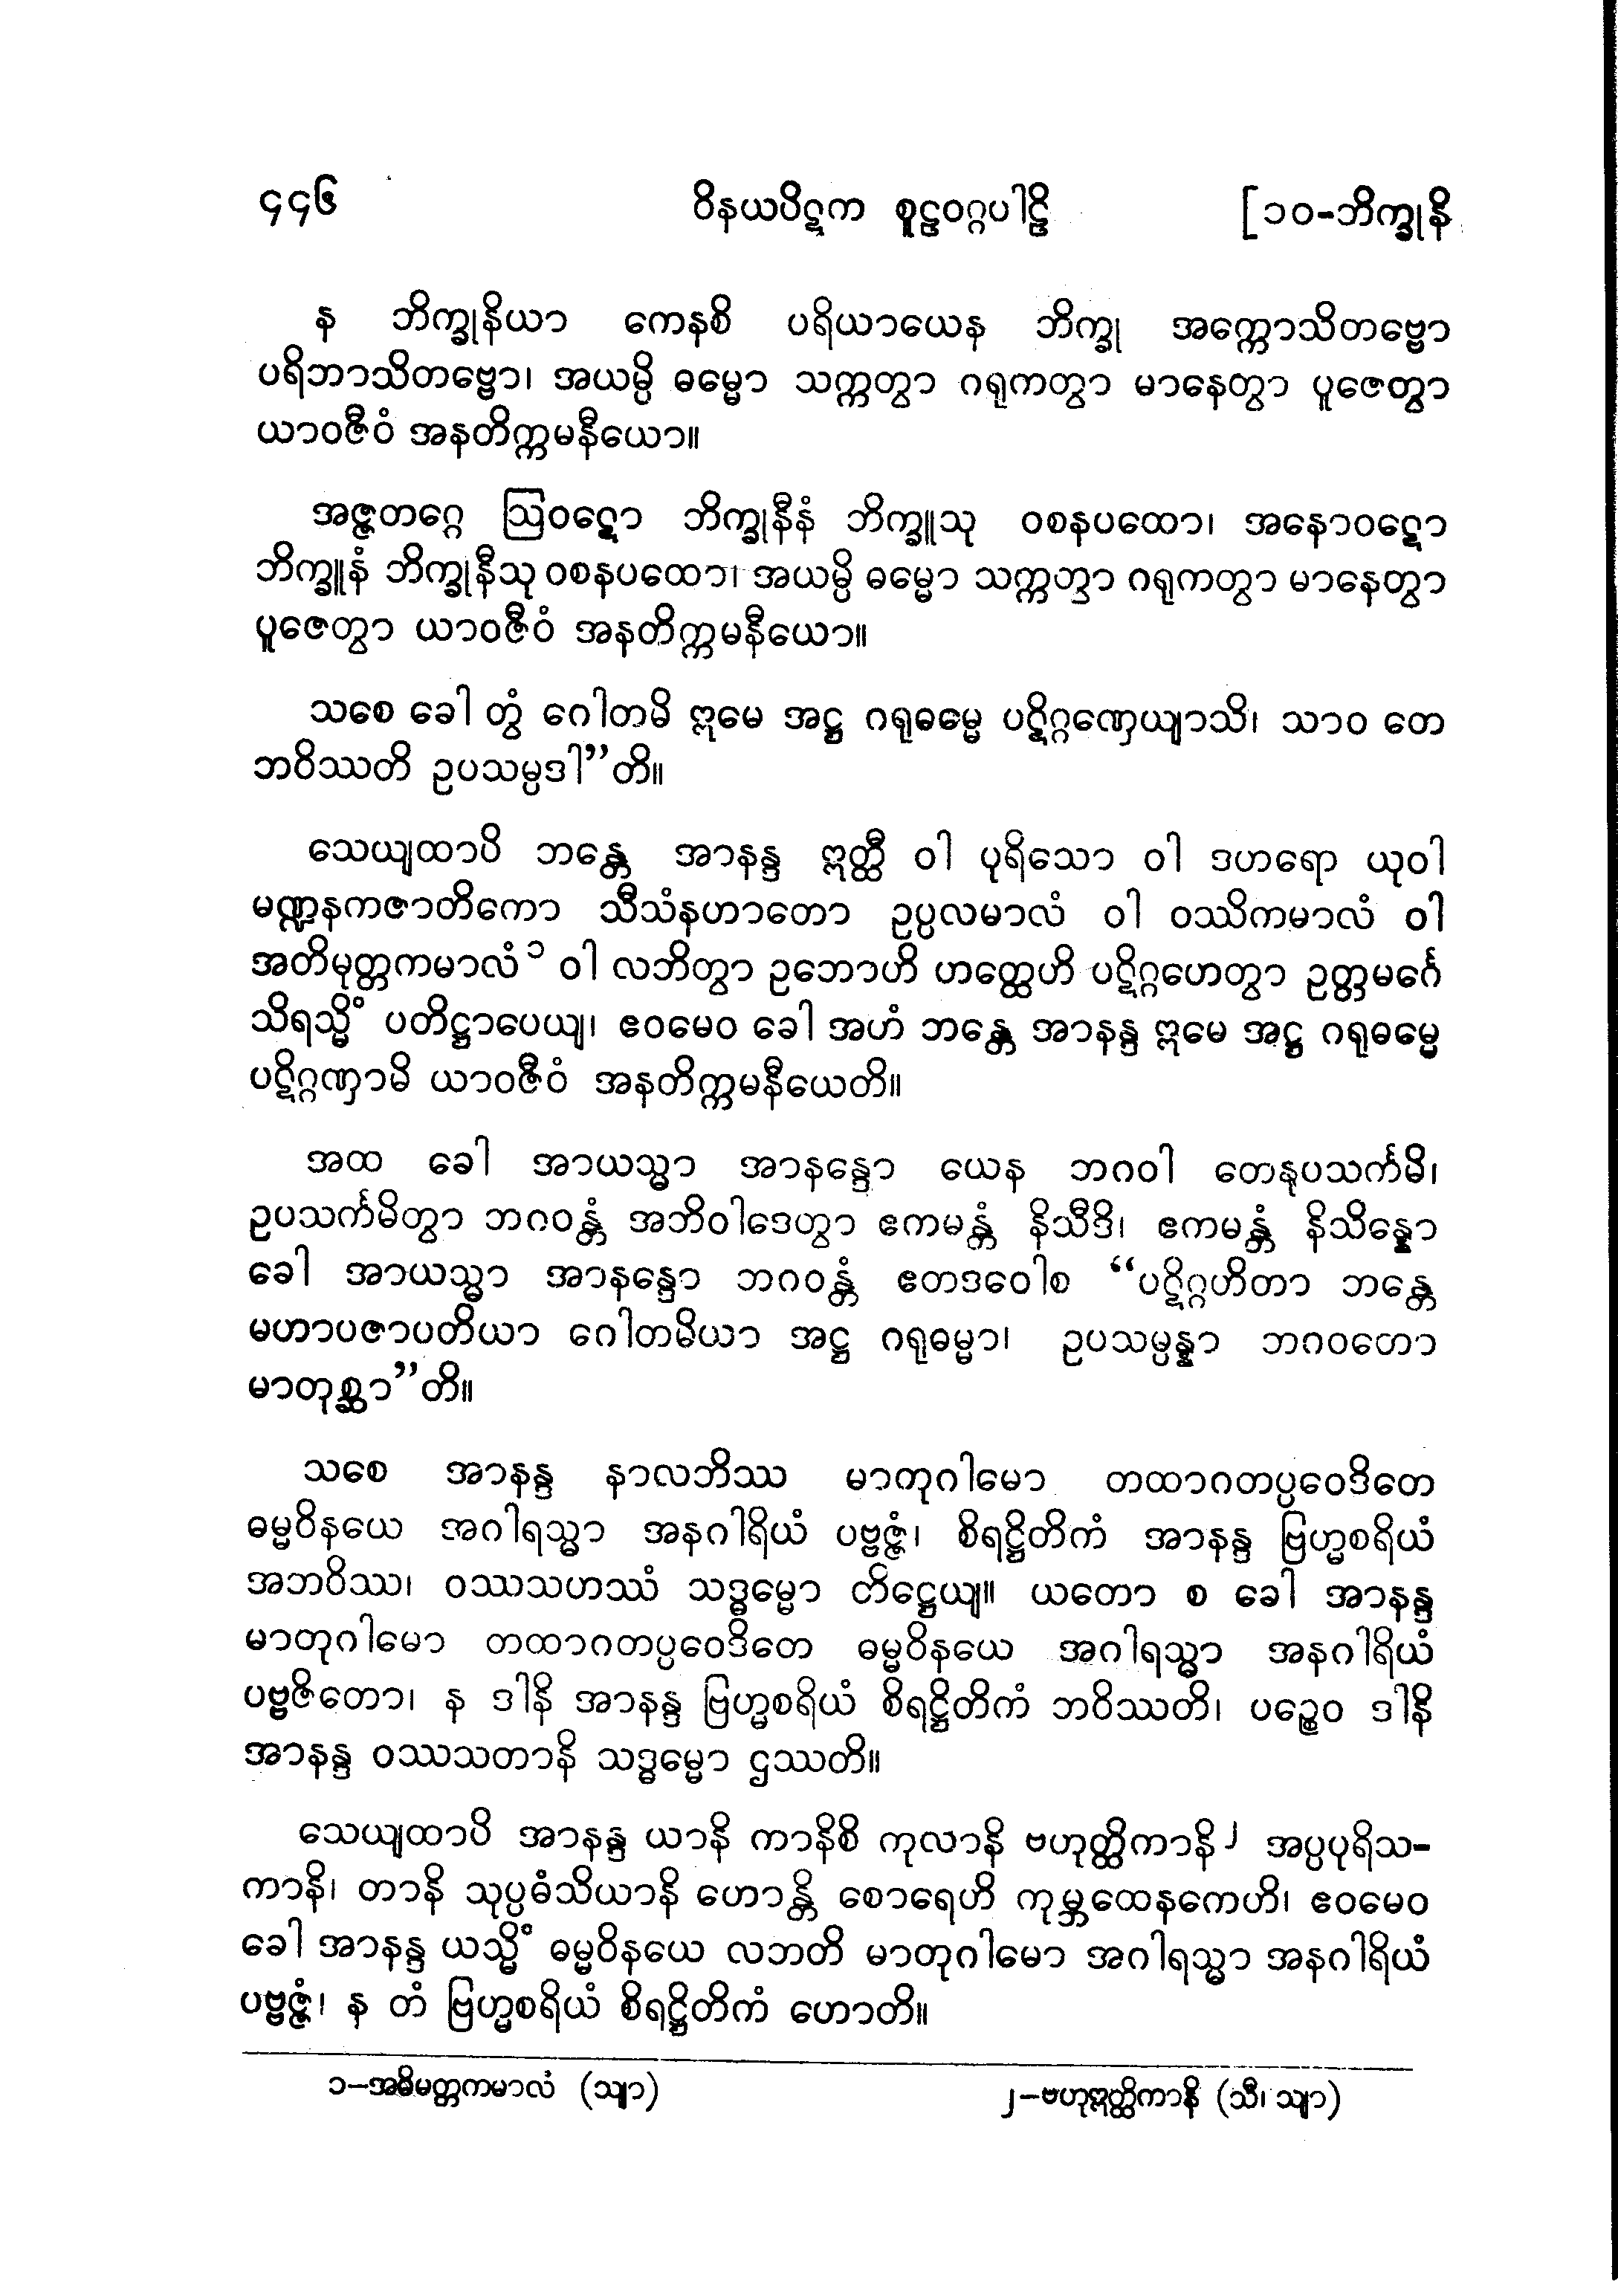 ၄၄၆ ဝိနယပိဋက စူဠဝဂ္ဂပါဠိ [၁၀-ဘိက္ခုနိ
န ဘိက္ခုနိယာ ကေနစိ ပရိယာယေန ဘိက္ခု အက္ကောသိတဗ္ဗော
ပရိဘာသိတဗ္ဗော၊ အယမ္ပိ ဓမ္မော သက္ကတွာ ဂရုကတွာ မာနေတွာ ပူဇေတွာ
ယာဝဇီဝံ အနတိက္ကမနီယော။
အဇ္ဇတဂ္ဂေ ဩဝဋော ဘိက္ခုနီနံ ဘိက္ခူသု ဝစနပထော၊ အနောဝဋော
ဘိက္ခူနံ ဘိက္ခုနီသု ဝစနပထော၊ အယမ္ပိ ဓမ္မော သက္ကတွာ ဂရုကတွာ မာနေတွာ
ပူဇေတွာ ယာဝဇီဝံ အနတိက္ကမနီယော။
သစေ ခေါ တွံ ဂေါတမိ ဣမေ အဋ္ဌ ဂရုဓမ္မေ ပဋိဂ္ဂဏှေယျာသိ၊ သာဝ တေ
ဘဝိဿတိ ဥပသမ္ပဒါ”တိ။
သေယျထာပိ ဘန္တေ အာနန္ဒ ဣတ္ထီ ဝါ ပုရိသော ဝါ ဒဟရော ယုဝါ
မဏ္ဍနကဇာတိကော သီသံနဟာတော ဥပ္ပလမာလံ ဝါ ဝဿိကမာလံ ဝါ
အတိမုတ္တကမာလံ၁ ဝါ လဘိတွာ ဥဘောဟိ ဟတ္ထေဟိ ပဋိဂ္ဂဟေတွာ ဥတ္တမင်္ဂေ
သိရသ္မိံ ပတိဋ္ဌာပေယျ၊ ဧဝမေဝ ခေါ အဟံ ဘန္တေ အာနန္ဒ ဣမေ အဋ္ဌ ဂရုဓမ္မေ
ပဋိဂ္ဂဏှာမိ ယာဝဇီဝံ အနတိက္ကမနီယေတိ။
အထ ခေါ အာယသ္မာ အာနန္ဒော ယေန ဘဂဝါ တေနုပသင်္ကမိ၊
ဥပသင်္ကမိတွာ ဘဂဝန္တံ အဘိဝါဒေတွာ ဧကမန္တံ နိသီဒိ၊ ဧကမန္တံ နိသိန္နော
ခေါ အာယသ္မာ အာနန္ဒော ဘဂဝန္တံ ဧတဒဝေါစ “ပဋိဂ္ဂဟိတာ ဘန္တေ
မဟာပဇာပတိယာ ဂေါတမိယာ အဋ္ဌ ဂရုဓမ္မာ၊ ဥပသမ္ပန္နာ ဘဂဝတော
မာတုစ္ဆာ”တိ။
သစေ အာနန္ဒ နာလဘိဿ မာတုဂါမော တထာဂတပ္ပဝေဒိတေ
ဓမ္မဝိနယေ အဂါရသ္မာ အနဂါရိယံ ပဗ္ဗဇ္ဇံ၊ စိရဋ္ဌိတိကံ အာနန္ဒ ဗြဟ္မစရိယံ
အဘဝိဿ၊ ဝဿသဟဿံ သဒ္ဓမ္မော တိဋ္ဌေယျ။ ယတော စ ခေါ အာနန္ဒ
မာတုဂါမော တထာဂတပ္ပဝေဒိတေ ဓမ္မဝိနယေ အဂါရသ္မာ အနဂါရိယံ
ပဗ္ဗဇိတော၊ န ဒါနိ အာနန္ဒ ဗြဟ္မစရိယံ စိရဋ္ဌိတိကံ ဘဝိဿတိ၊ ပဉ္စေဝ ဒါနိ
အာနန္ဒ ဝဿသတာနိ သဒ္ဓမ္မော ဌဿတိ။
သေယျထာပိ အာနန္ဒ ယာနိ ကာနိစိ ကုလာနိ ဗဟုတ္ထိကာနိ၂ အပ္ပပုရိသ-
ကာနိ၊ တာနိ သုပ္ပဓံသိယာနိ ဟောန္တိ စောရေဟိ ကုမ္ဘထေနကေဟိ၊ ဧဝမေဝ
ခေါ အာနန္ဒ ယသ္မိံ ဓမ္မဝိနယေ လဘတိ မာတုဂါမော အဂါရသ္မာ အနဂါရိယံ
ပဗ္ဗဇ္ဇံ၊ န တံ ဗြဟ္မစရိယံ စိရဋ္ဌိတိကံ ဟောတိ။
၁-အဓိမတ္တကမာလံ (သျာ) ၂-ဗဟုဣတ္ထိကာနိ (သီ၊ သျာ)